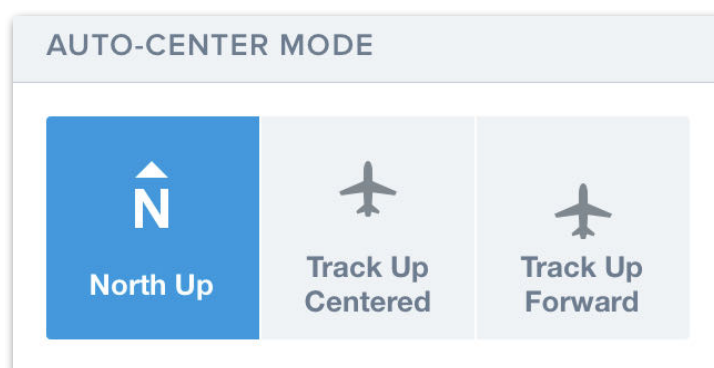 AUTO-CENTER MODE
N
North Up
Track Up
Centered
Track Up
Forward